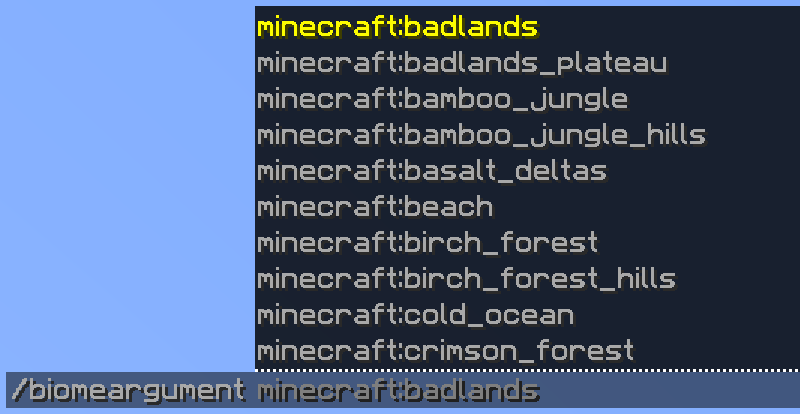 minecraft:badlands
minecraft:badlands_plateau
minecraft:bamboo_jungle
minecraft:bamboo_jungle_hills
minecraft:basalt_deltas
minecraft:beach
minecraft:birch_forest
minecraft:birch_forest_hills
minecraft:cold_ocean
minecraft:crimson_forest
/biomeargument minecraft:badlands